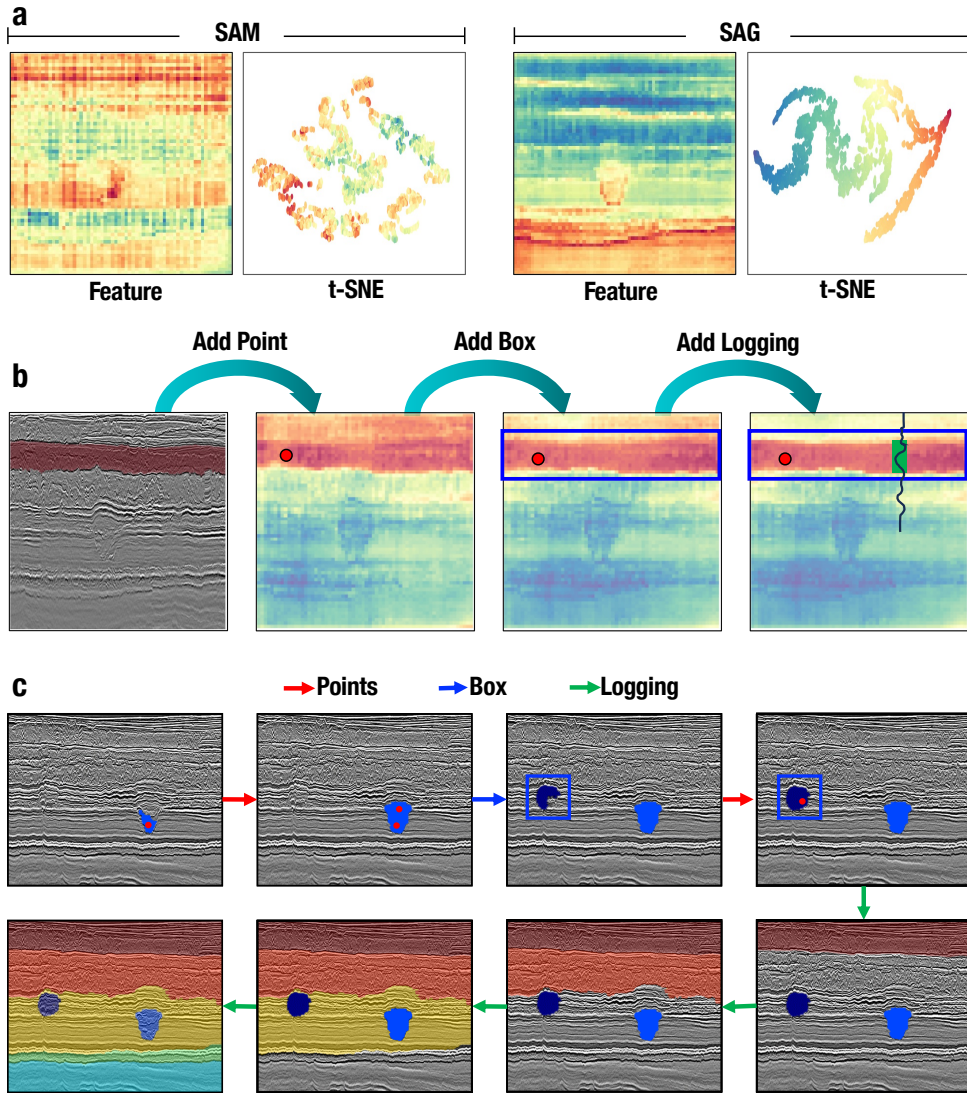 a
SAM
SAG
Feature
t-SNE
Feature
t-SNE
Add Point
Add Box
Add Logging
b
c
Points
Box
Logging